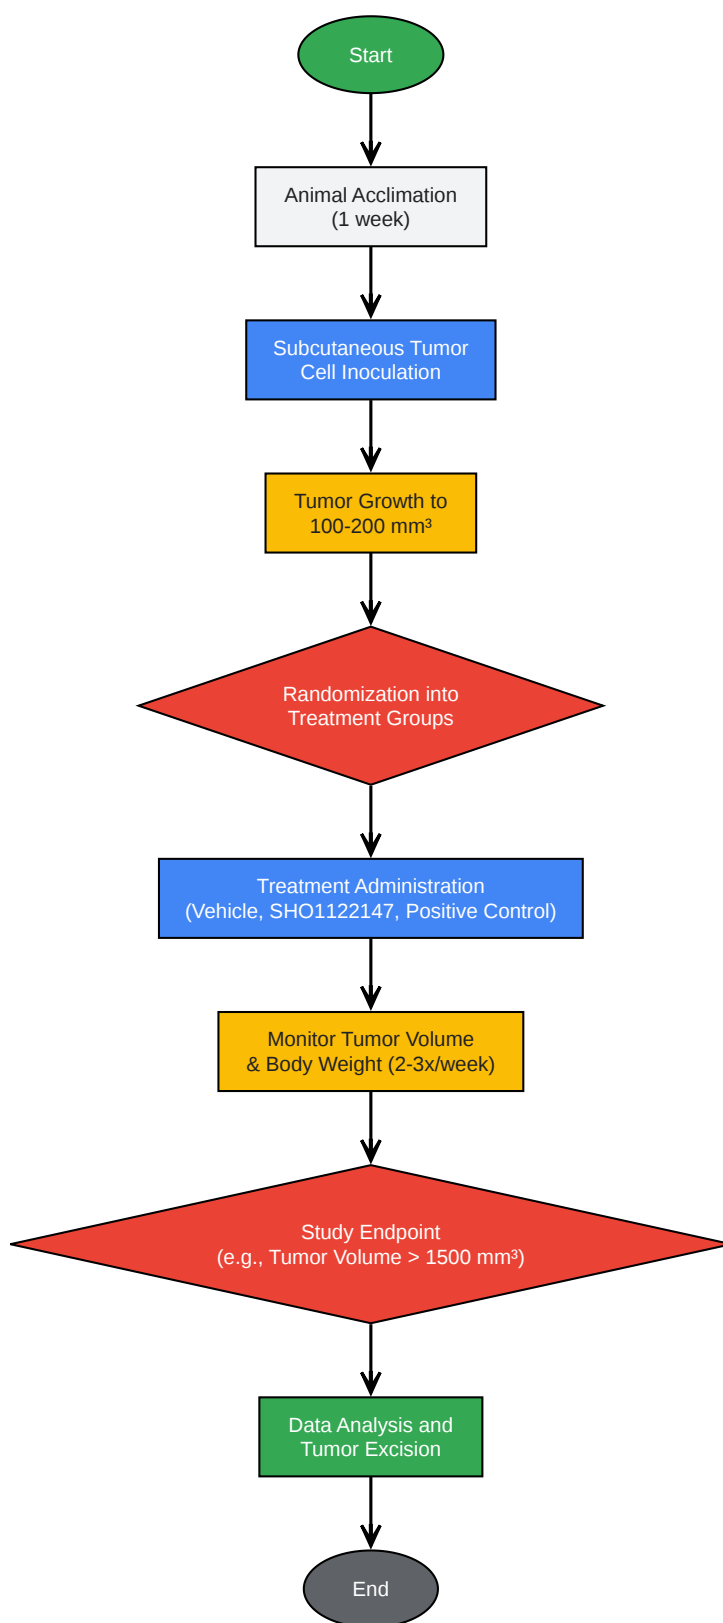 Start
Animal Acclimation
(1 week)
Subcutaneous Tumor
Cell Inoculation
Tumor Growth to
100-200 mm³
Randomization into
Treatment Groups
Treatment Administration
(Vehicle, SHO1122147, Positive Control)
Monitor Tumor Volume
& Body Weight (2-3x/week)
Study Endpoint
(e.g., Tumor Volume > 1500 mm³)
Data Analysis and
Tumor Excision
End